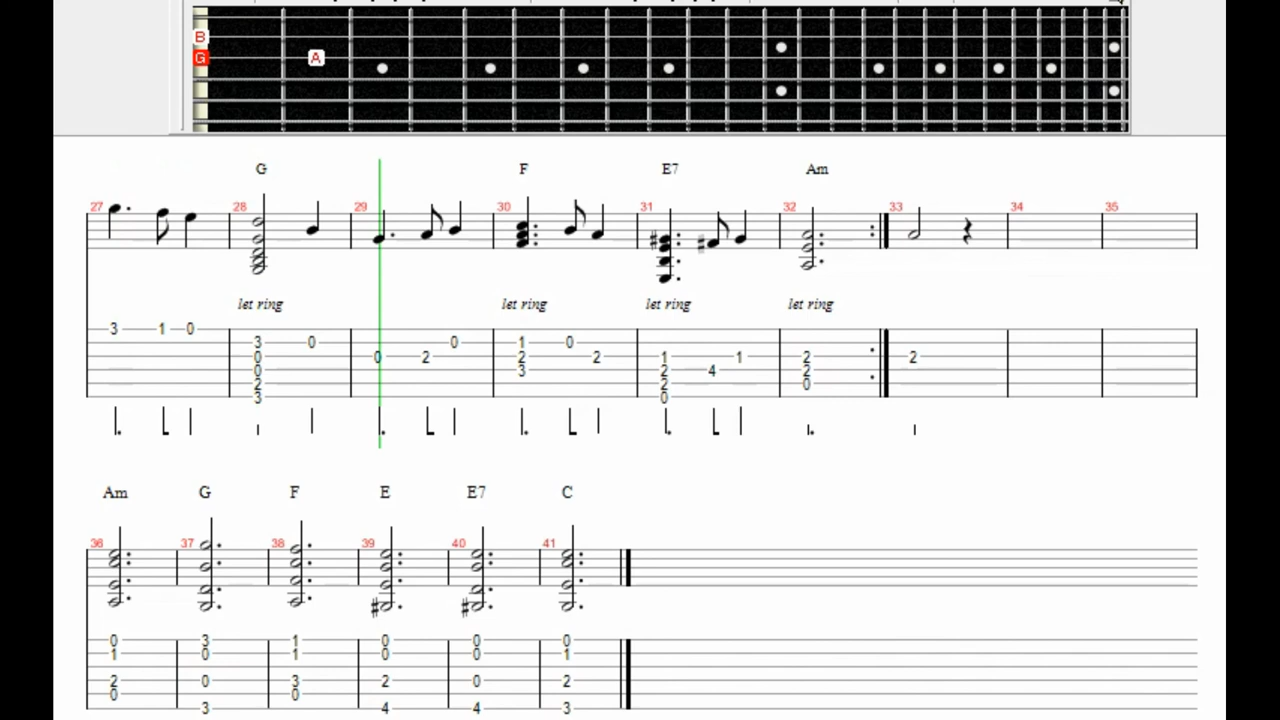 B
G A
G F E7 Am
27 28 29 30 31 32 33 34 35
let ring let ring let ring let ring
3 1 0 3 0 0 1 0
0 0 2 2 2 1 1 2 2
0 3 2 4 2
2 2 0
3 0
Am G F E E7 C
36 37 38 39 40 41
0 3 1 0 0 0
1 0 1 0 0 1
2 0 3 2 0 2
0 0
3 4 4 3